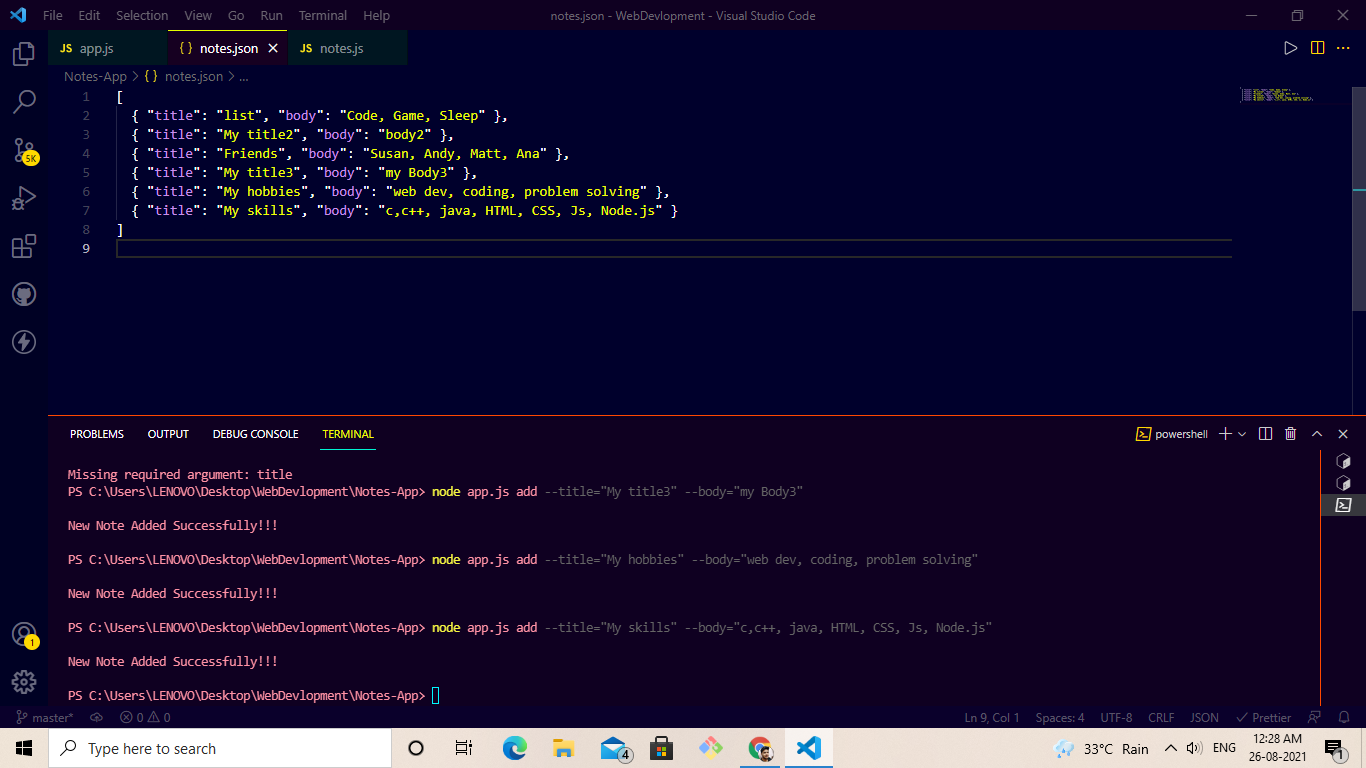 File Edit Selection View Go Run Terminal Help notes.json - WebDevlopment - Visual Studio Code
JS app.js {} notes.json JS notes.js
Notes-App > {} notes.json > ...
1 [
2 { "title": "list", "body": "Code, Game, Sleep" },
3 { "title": "My title2", "body": "body2" },
4 { "title": "Friends", "body": "Susan, Andy, Matt, Ana" },
5 { "title": "My title3", "body": "my Body3" },
6 { "title": "My hobbies", "body": "web dev, coding, problem solving" },
7 { "title": "My skills", "body": "c,c++, java, HTML, CSS, Js, Node.js" }
8 ]
9
5K
PROBLEMS OUTPUT DEBUG CONSOLE TERMINAL powershell
Missing required argument: title
PS C:\Users\LENOVO\Desktop\WebDevlopment\Notes-App> node app.js add --title="My title3" --body="my Body3"
New Note Added Successfully!!!
PS C:\Users\LENOVO\Desktop\WebDevlopment\Notes-App> node app.js add --title="My hobbies" --body="web dev, coding, problem solving"
New Note Added Successfully!!!
PS C:\Users\LENOVO\Desktop\WebDevlopment\Notes-App> node app.js add --title="My skills" --body="c,c++, java, HTML, CSS, Js, Node.js"
New Note Added Successfully!!!
PS C:\Users\LENOVO\Desktop\WebDevlopment\Notes-App>
1
master* 0 0 Ln 9, Col 1 Spaces: 4 UTF-8 CRLF JSON Prettier
Type here to search 4 33°C Rain ENG 12:28 AM
26-08-2021 1